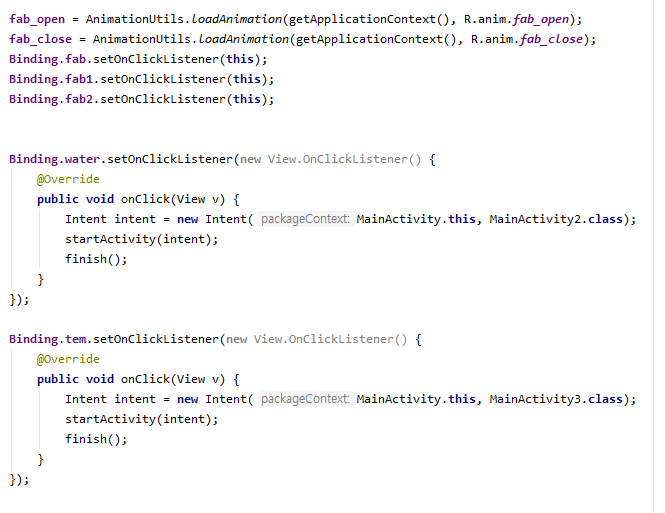 fab_open = AnimationUtils.loadAnimation(getApplicationContext(), R.anim.fab_open);
fab_close = AnimationUtils.loadAnimation(getApplicationContext(), R.anim.fab_close);
Binding.fab.setOnClickListener(this);
Binding.fab1.setOnClickListener(this);
Binding.fab2.setOnClickListener(this);
Binding.water.setOnClickListener(new View.OnClickListener() {
@Override
public void onClick(View v) {
Intent intent = new Intent( packageContext: MainActivity.this, MainActivity2.class);
startActivity(intent);
finish();
}
});
Binding.tem.setOnClickListener(new View.OnClickListener() {
@Override
public void onClick(View v) {
Intent intent = new Intent( packageContext: MainActivity.this, MainActivity3.class);
startActivity(intent);
finish();
}
});